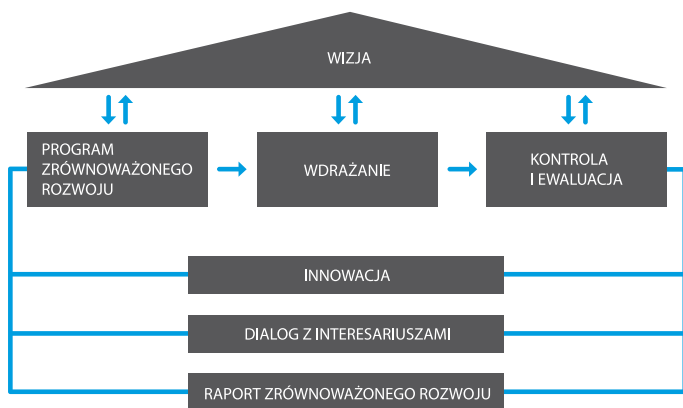 WIZJA
PROGRAM
ZRÓWNOWAŻONEGO
ROZWOJU
WDRAŻANIE
KONTROLA
I EWALUACJA
INNOWACJA
DIALOG Z INTERESARIUSZAMI
RAPORT ZRÓWNOWAŻONEGO ROZWOJU